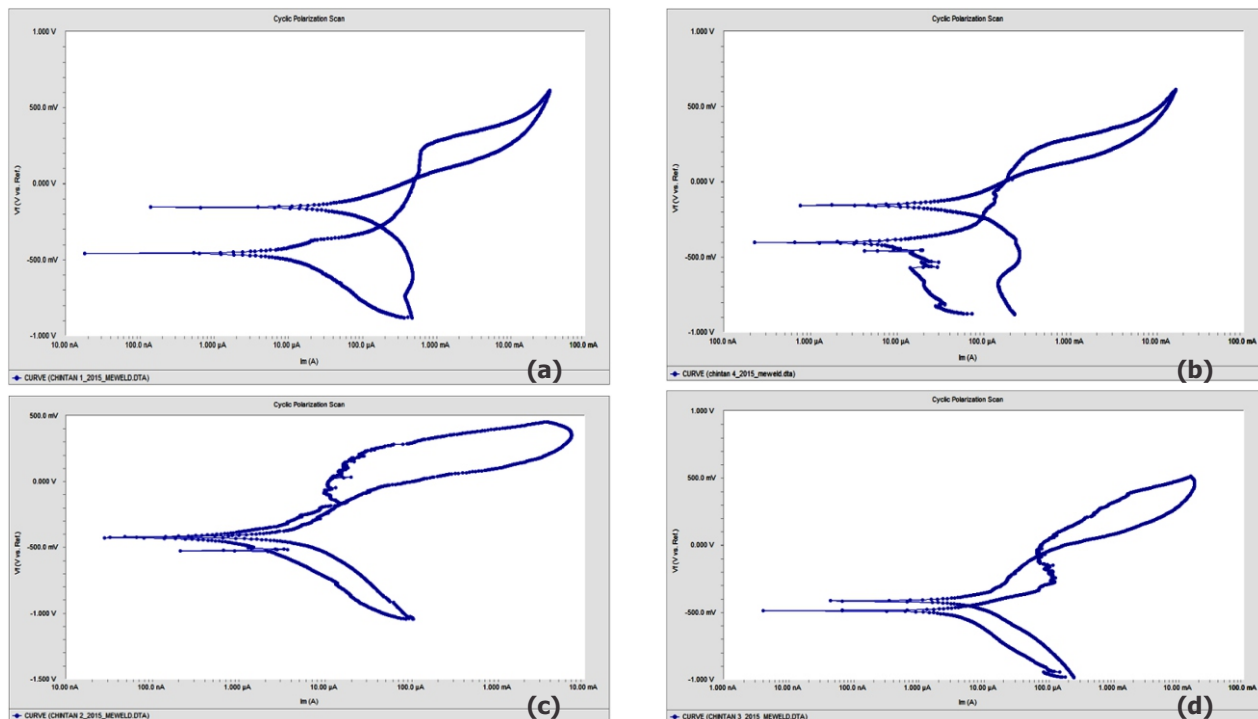 Cyclic Polarization Scan
1.000 V
500.0 mV
0.000 V
-500.0 mV
-1.000 V
Vf (V vs. Ref.)
10.00 nA 100.0 nA 1.000 µA 10.00 µA 100.0 µA 1.000 mA 10.00 mA 100.0 mA
Im (A)
CURVE (CHINTAN 1_2015_MEWELD.DTA)
(a)
Cyclic Polarization Scan
1.000 V
500.0 mV
0.000 V
-500.0 mV
-1.000 V
Vf (V vs. Ref.)
100.0 nA 1.000 µA 10.00 µA 100.0 µA 1.000 mA 10.00 mA 100.0 mA
Im (A)
CURVE (chintan 4_2015_meweld.dta)
(b)
Cyclic Polarization Scan
500.0 mV
0.000 V
-500.0 mV
-1.000 V
-1.500 V
Vf (V vs. Ref.)
10.00 nA 100.0 nA 1.000 µA 10.00 µA 100.0 µA 1.000 mA 10.00 mA
Im (A)
CURVE (CHINTAN 2_2015_MEWELD.DTA)
(c)
Cyclic Polarization Scan
1.000 V
500.0 mV
0.000 V
-500.0 mV
-1.000 V
Vf (V vs. Ref.)
1.000 nA 10.00 nA 100.0 nA 1.000 µA 10.00 µA 100.0 µA 1.000 mA 10.00 mA 100.0 mA
Im (A)
CURVE (CHINTAN 3_2015_MEWELD.DTA)
(d)